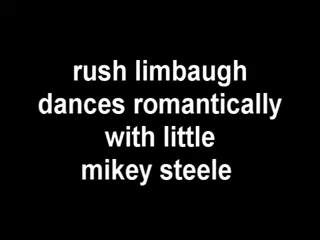 rush limbaugh
dances romantically
with little
mikey steele